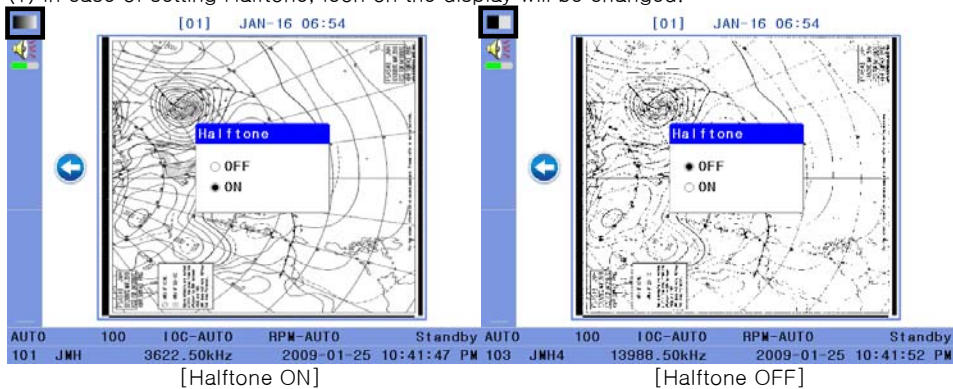 (1) In case of setting Halftone, icon on the display will be changed.
[01] JAN-16 06:54
Halftone
OFF
ON
AUTO 100 IOC-AUTO RPM-AUTO Standby
101 JMH 3622.50kHz 2009-01-25 10:41:47 PM
[Halftone ON]
[01] JAN-16 06:54
Halftone
OFF
ON
AUTO 100 IOC-AUTO RPM-AUTO Standby
103 JMH4 13988.50kHz 2009-01-25 10:41:52 PM
[Halftone OFF]